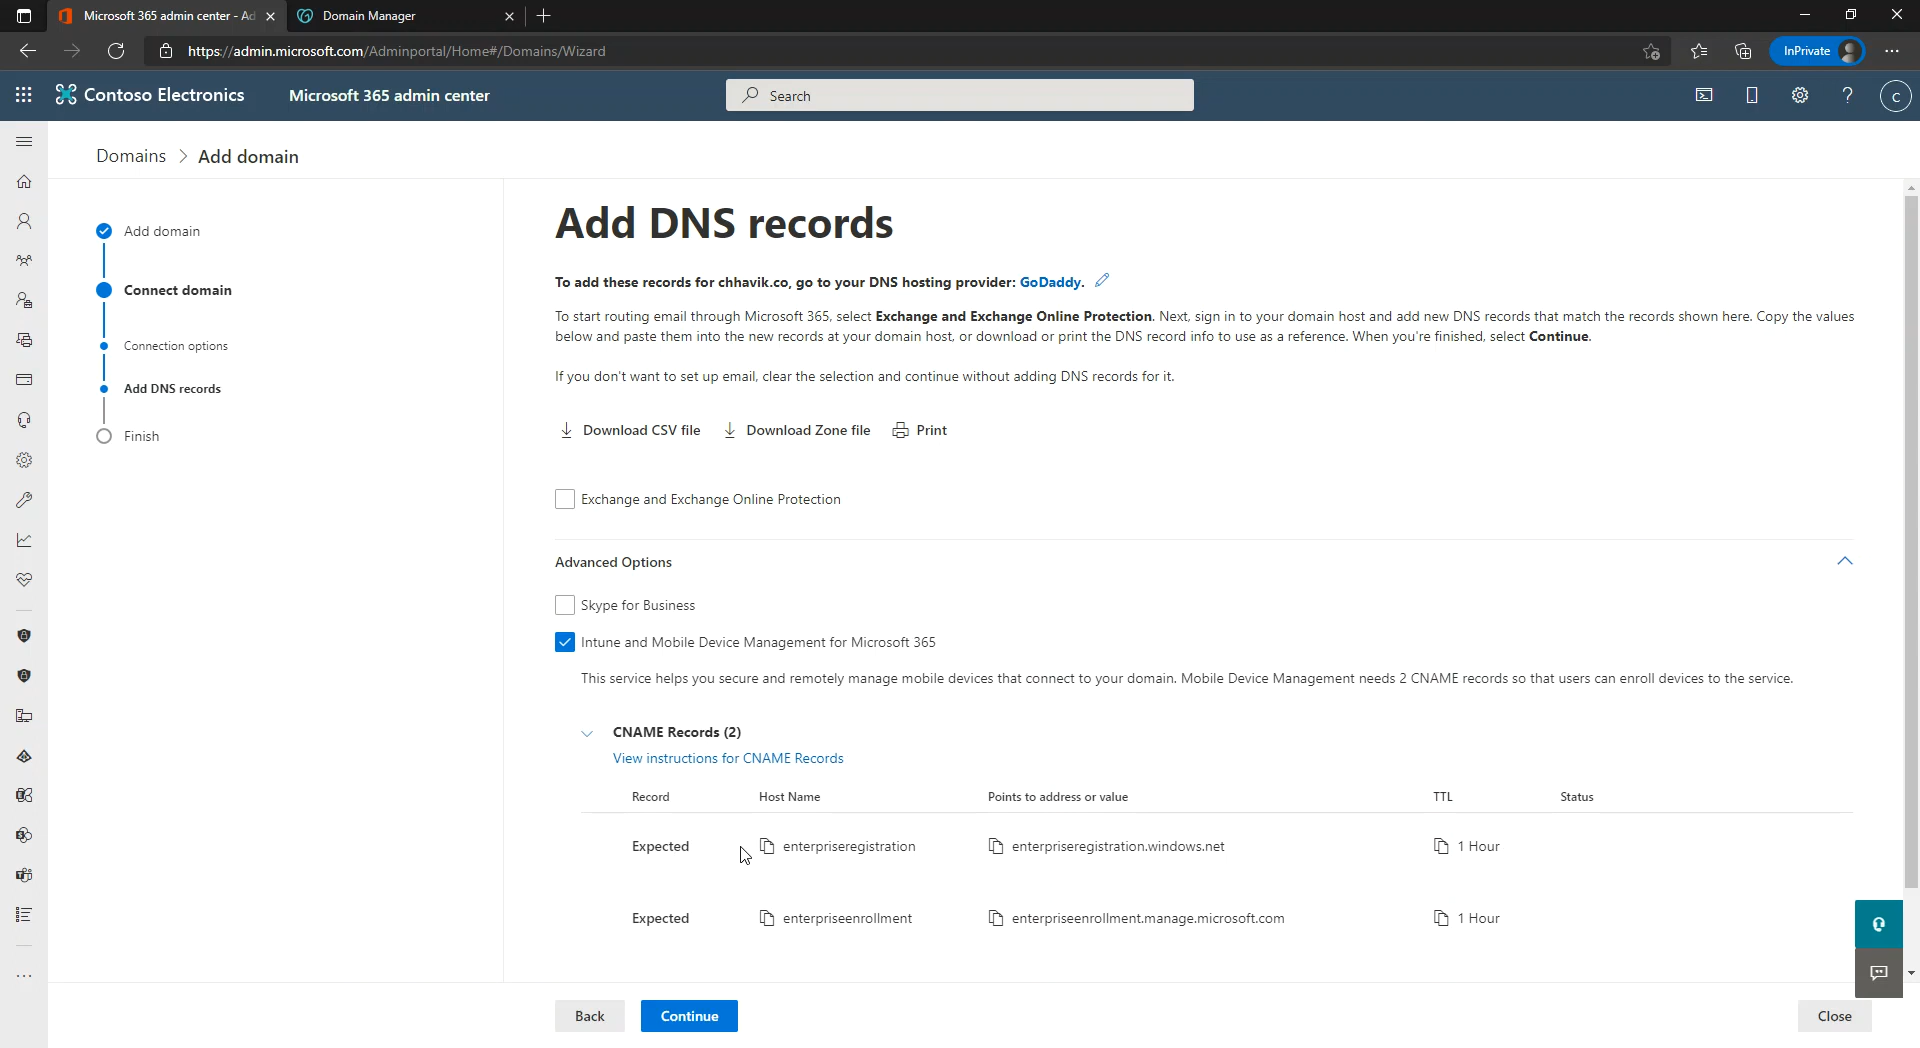 Microsoft 365 admin center - Ad
Domain Manager
https://admin.microsoft.com/Adminportal/Home#/Domains/Wizard
InPrivate
Contoso Electronics
Microsoft 365 admin center
Search
C
Domains > Add domain
Add domain
Connect domain
Connection options
Add DNS records
Finish
Add DNS records
To add these records for chhavik.co, go to your DNS hosting provider: GoDaddy.
To start routing email through Microsoft 365, select Exchange and Exchange Online Protection. Next, sign in to your domain host and add new DNS records that match the records shown here. Copy the values
below and paste them into the new records at your domain host, or download or print the DNS record info to use as a reference. When you're finished, select Continue.
If you don't want to set up email, clear the selection and continue without adding DNS records for it.
Download CSV file Download Zone file Print
Exchange and Exchange Online Protection
Advanced Options
Skype for Business
Intune and Mobile Device Management for Microsoft 365
This service helps you secure and remotely manage mobile devices that connect to your domain. Mobile Device Management needs 2 CNAME records so that users can enroll devices to the service.
CNAME Records (2)
View instructions for CNAME Records
Record Host Name Points to address or value TTL Status
Expected enterpriseregistration enterpriseregistration.windows.net 1 Hour
Expected enterpriseenrollment enterpriseenrollment.manage.microsoft.com 1 Hour
Back Continue Close